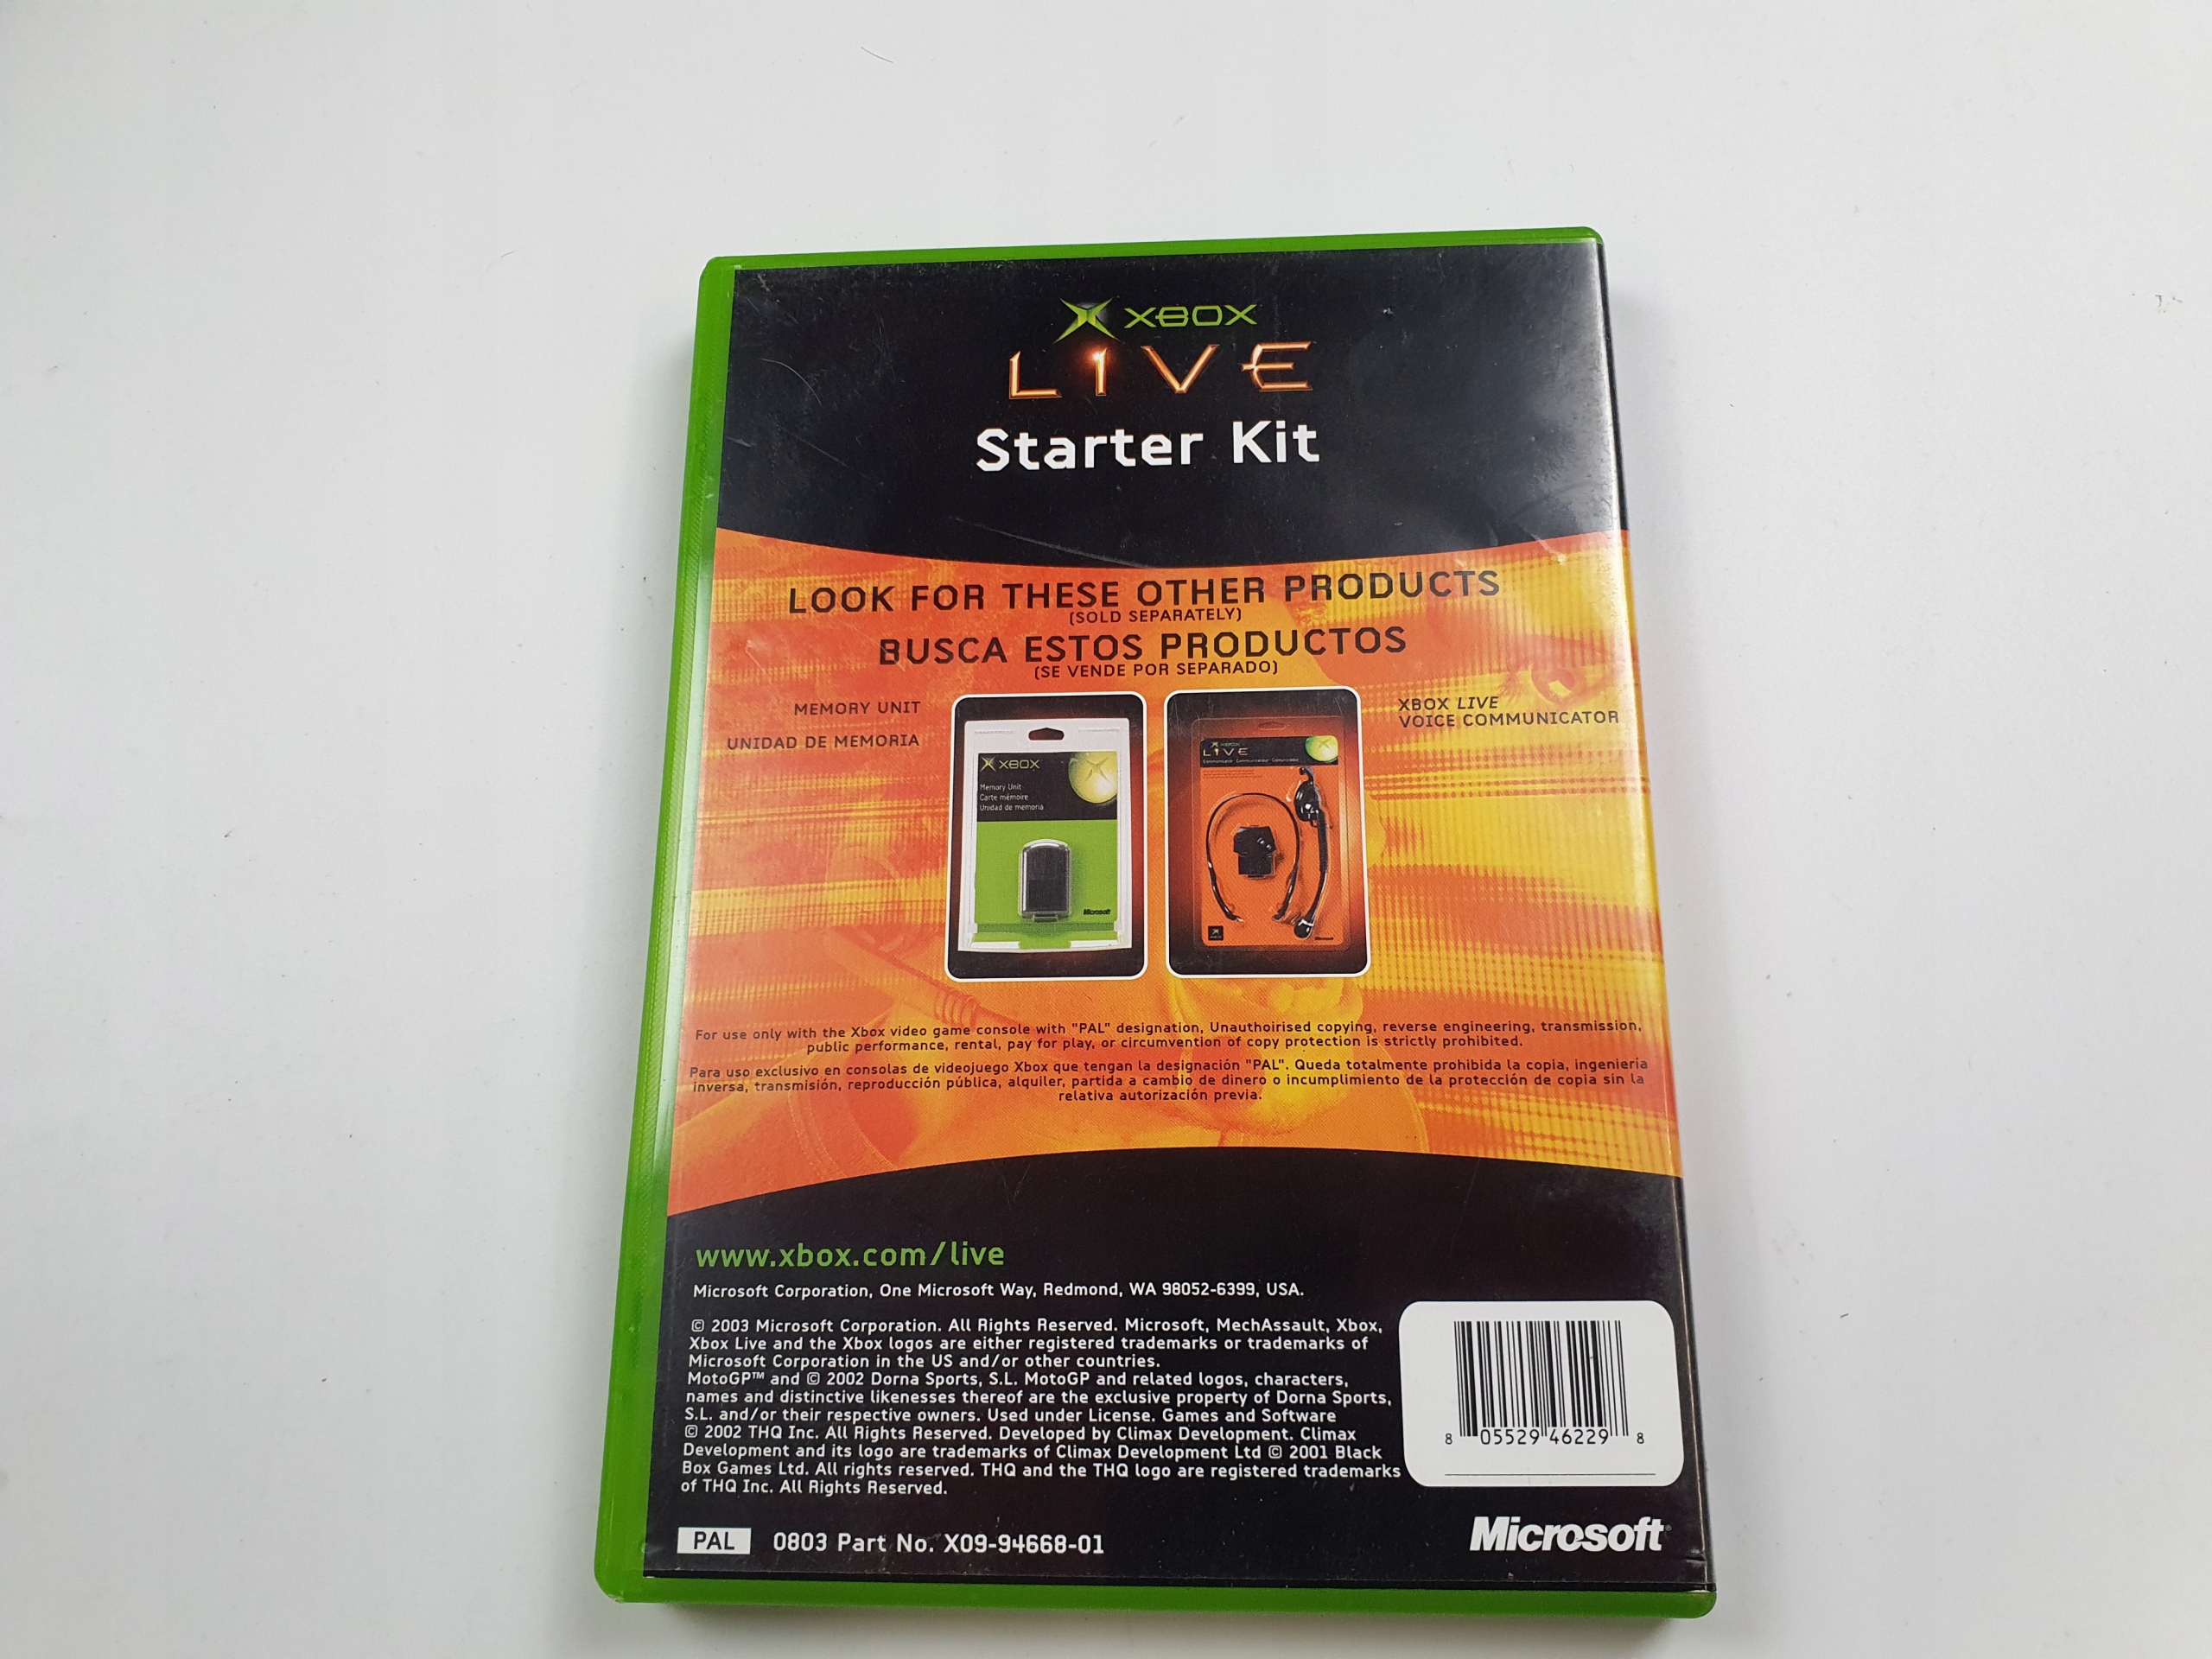 XBOX
LIVE
Starter Kit
LOOK FOR THESE OTHER PRODUCTS
(SOLD SEPARATELY)
BUSCA ESTOS PRODUCTOS
(SE VENDE POR SEPARADO)
MEMORY UNIT
UNIDAD DE MEMORIA
XBOX
Memory Unit
Carte mémoire
Unidad de memoria
Microsoft
XBOX
LIVE
XBOX LIVE
VOICE COMMUNICATOR
For use only with the Xbox video game console with "PAL" designation, Unauthoirised copying, reverse engineering, transmission,
public performance, rental, pay for play, or circumvention of copy protection is strictly prohibited.
Para uso exclusivo en consolas de videojuego Xbox que tengan la designación "PAL". Queda totalmente prohibida la copia, ingeniería
inversa, transmisión, reproducción pública, alquiler, partida a cambio de dinero o incumplimiento de la protección de copia sin la
relativa autorización previa.
www.xbox.com/live
Microsoft Corporation, One Microsoft Way, Redmond, WA 98052-6399, USA.
© 2003 Microsoft Corporation. All Rights Reserved. Microsoft, MechAssault, Xbox,
Xbox Live and the Xbox logos are either registered trademarks or trademarks of
Microsoft Corporation in the US and/or other countries.
MotoGP™ and © 2002 Dorna Sports, S.L. MotoGP and related logos, characters,
names and distinctive likenesses thereof are the exclusive property of Dorna Sports,
S.L. and/or their respective owners. Used under License. Games and Software
© 2002 THQ Inc. All Rights Reserved. Developed by Climax Development. Climax
Development and its logo are trademarks of Climax Development Ltd © 2001 Black
Box Games Ltd. All rights reserved. THQ and the THQ logo are registered trademarks
of THQ Inc. All Rights Reserved.
8 05529 46229 8
PAL 0803 Part No. X09-94668-01
Microsoft